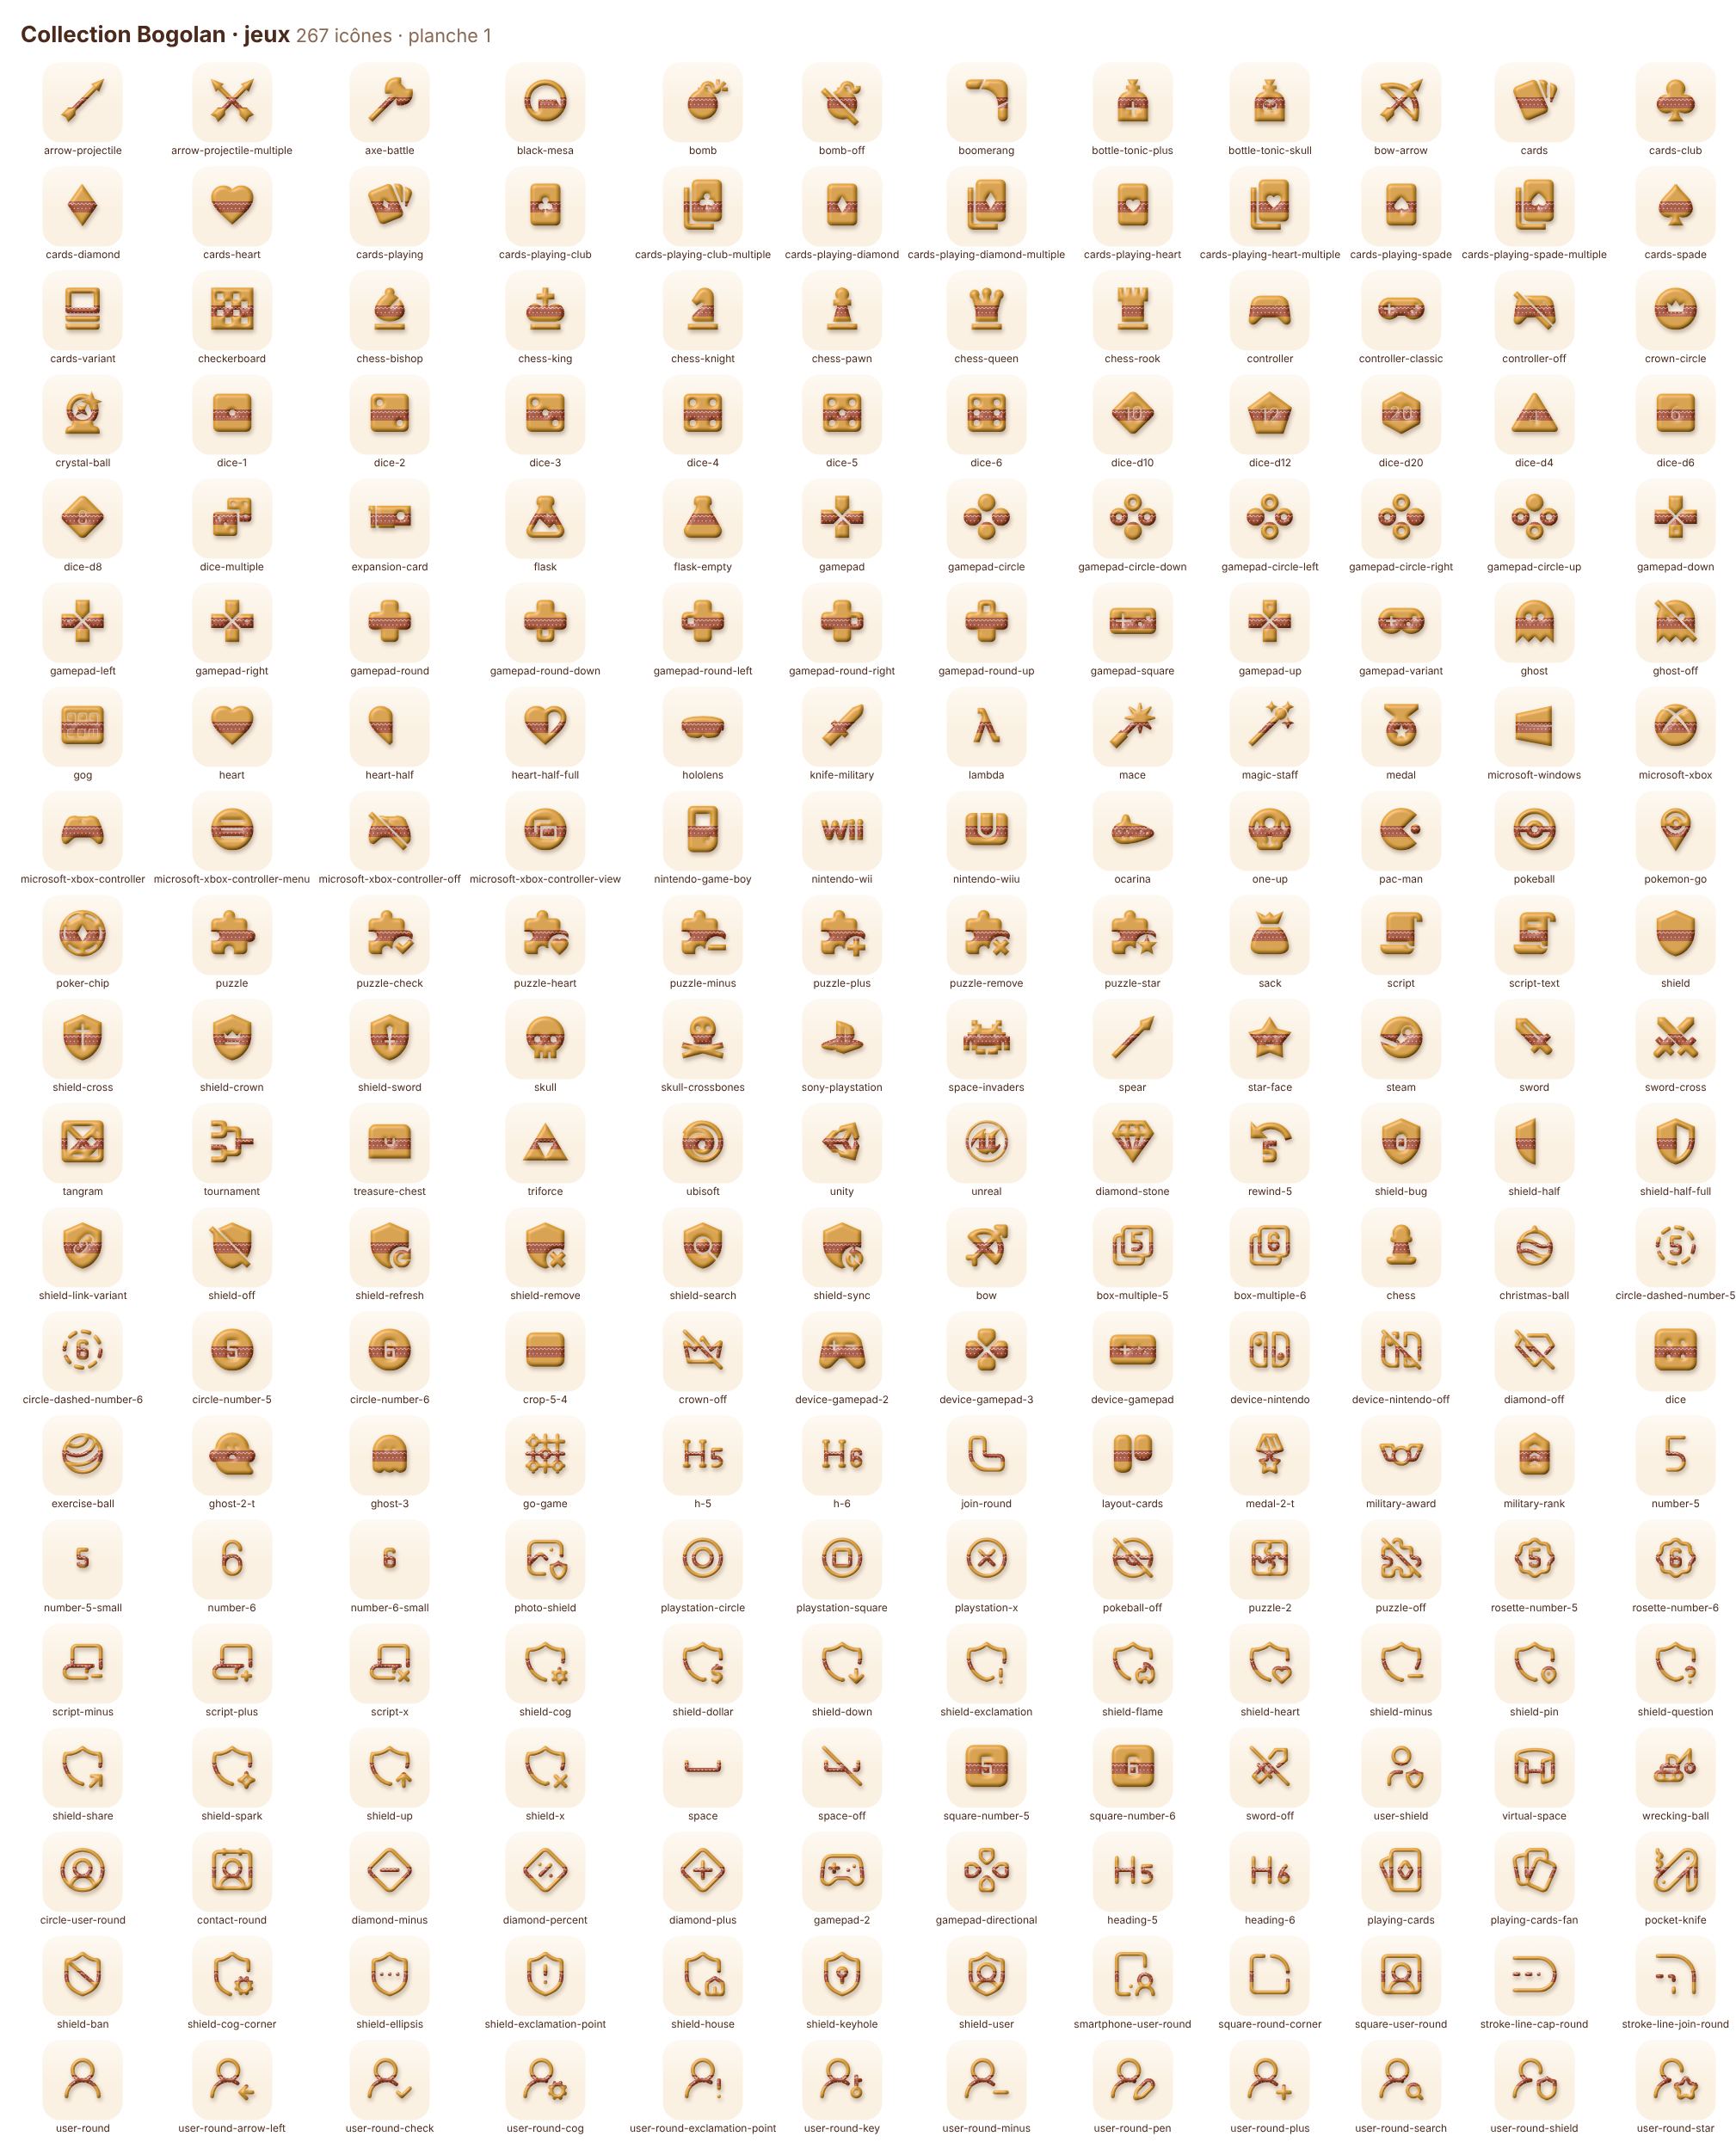 Collection Bogolan · jeux 267 icônes · planche 1
arrow-projectile arrow-projectile-multiple axe-battle black-mesa bomb bomb-off boomerang bottle-tonic-plus bottle-tonic-skull bow-arrow cards cards-club
cards-diamond cards-heart cards-playing cards-playing-club cards-playing-club-multiple cards-playing-diamond cards-playing-diamond-multiple cards-playing-heart cards-playing-heart-multiple cards-playing-spade cards-playing-spade-multiple cards-spade
cards-variant checkerboard chess-bishop chess-king chess-knight chess-pawn chess-queen chess-rook controller controller-classic controller-off crown-circle
10 12 20 4 6
crystal-ball dice-1 dice-2 dice-3 dice-4 dice-5 dice-6 dice-d10 dice-d12 dice-d20 dice-d4 dice-d6
8
dice-d8 dice-multiple expansion-card flask flask-empty gamepad gamepad-circle gamepad-circle-down gamepad-circle-left gamepad-circle-right gamepad-circle-up gamepad-down
gamepad-left gamepad-right gamepad-round gamepad-round-down gamepad-round-left gamepad-round-right gamepad-round-up gamepad-square gamepad-up gamepad-variant ghost ghost-off
λ
gog heart heart-half heart-half-full hololens knife-military lambda mace magic-staff medal microsoft-windows microsoft-xbox
Wii U
microsoft-xbox-controller microsoft-xbox-controller-menu microsoft-xbox-controller-off microsoft-xbox-controller-view nintendo-game-boy nintendo-wii nintendo-wiiu ocarina one-up pac-man pokeball pokemon-go
poker-chip puzzle puzzle-check puzzle-heart puzzle-minus puzzle-plus puzzle-remove puzzle-star sack script script-text shield
shield-cross shield-crown shield-sword skull skull-crossbones sony-playstation space-invaders spear star-face steam sword sword-cross
5
tangram tournament treasure-chest triforce ubisoft unity unreal diamond-stone rewind-5 shield-bug shield-half shield-half-full
5 6 5
shield-link-variant shield-off shield-refresh shield-remove shield-search shield-sync bow box-multiple-5 box-multiple-6 chess christmas-ball circle-dashed-number-5
6 5 6
circle-dashed-number-6 circle-number-5 circle-number-6 crop-5-4 crown-off device-gamepad-2 device-gamepad-3 device-gamepad device-nintendo device-nintendo-off diamond-off dice
H5 H6 5
exercise-ball ghost-2-t ghost-3 go-game h-5 h-6 join-round layout-cards medal-2-t military-award military-rank number-5
5 6 6 5 6
number-5-small number-6 number-6-small photo-shield playstation-circle playstation-square playstation-x pokeball-off puzzle-2 puzzle-off rosette-number-5 rosette-number-6
$ ! ?
script-minus script-plus script-x shield-cog shield-dollar shield-down shield-exclamation shield-flame shield-heart shield-minus shield-pin shield-question
5 6
shield-share shield-spark shield-up shield-x space space-off square-number-5 square-number-6 sword-off user-shield virtual-space wrecking-ball
H5 H6
circle-user-round contact-round diamond-minus diamond-percent diamond-plus gamepad-2 gamepad-directional heading-5 heading-6 playing-cards playing-cards-fan pocket-knife
!
shield-ban shield-cog-corner shield-ellipsis shield-exclamation-point shield-house shield-keyhole shield-user smartphone-user-round square-round-corner square-user-round stroke-line-cap-round stroke-line-join-round
!
user-round user-round-arrow-left user-round-check user-round-cog user-round-exclamation-point user-round-key user-round-minus user-round-pen user-round-plus user-round-search user-round-shield user-round-star